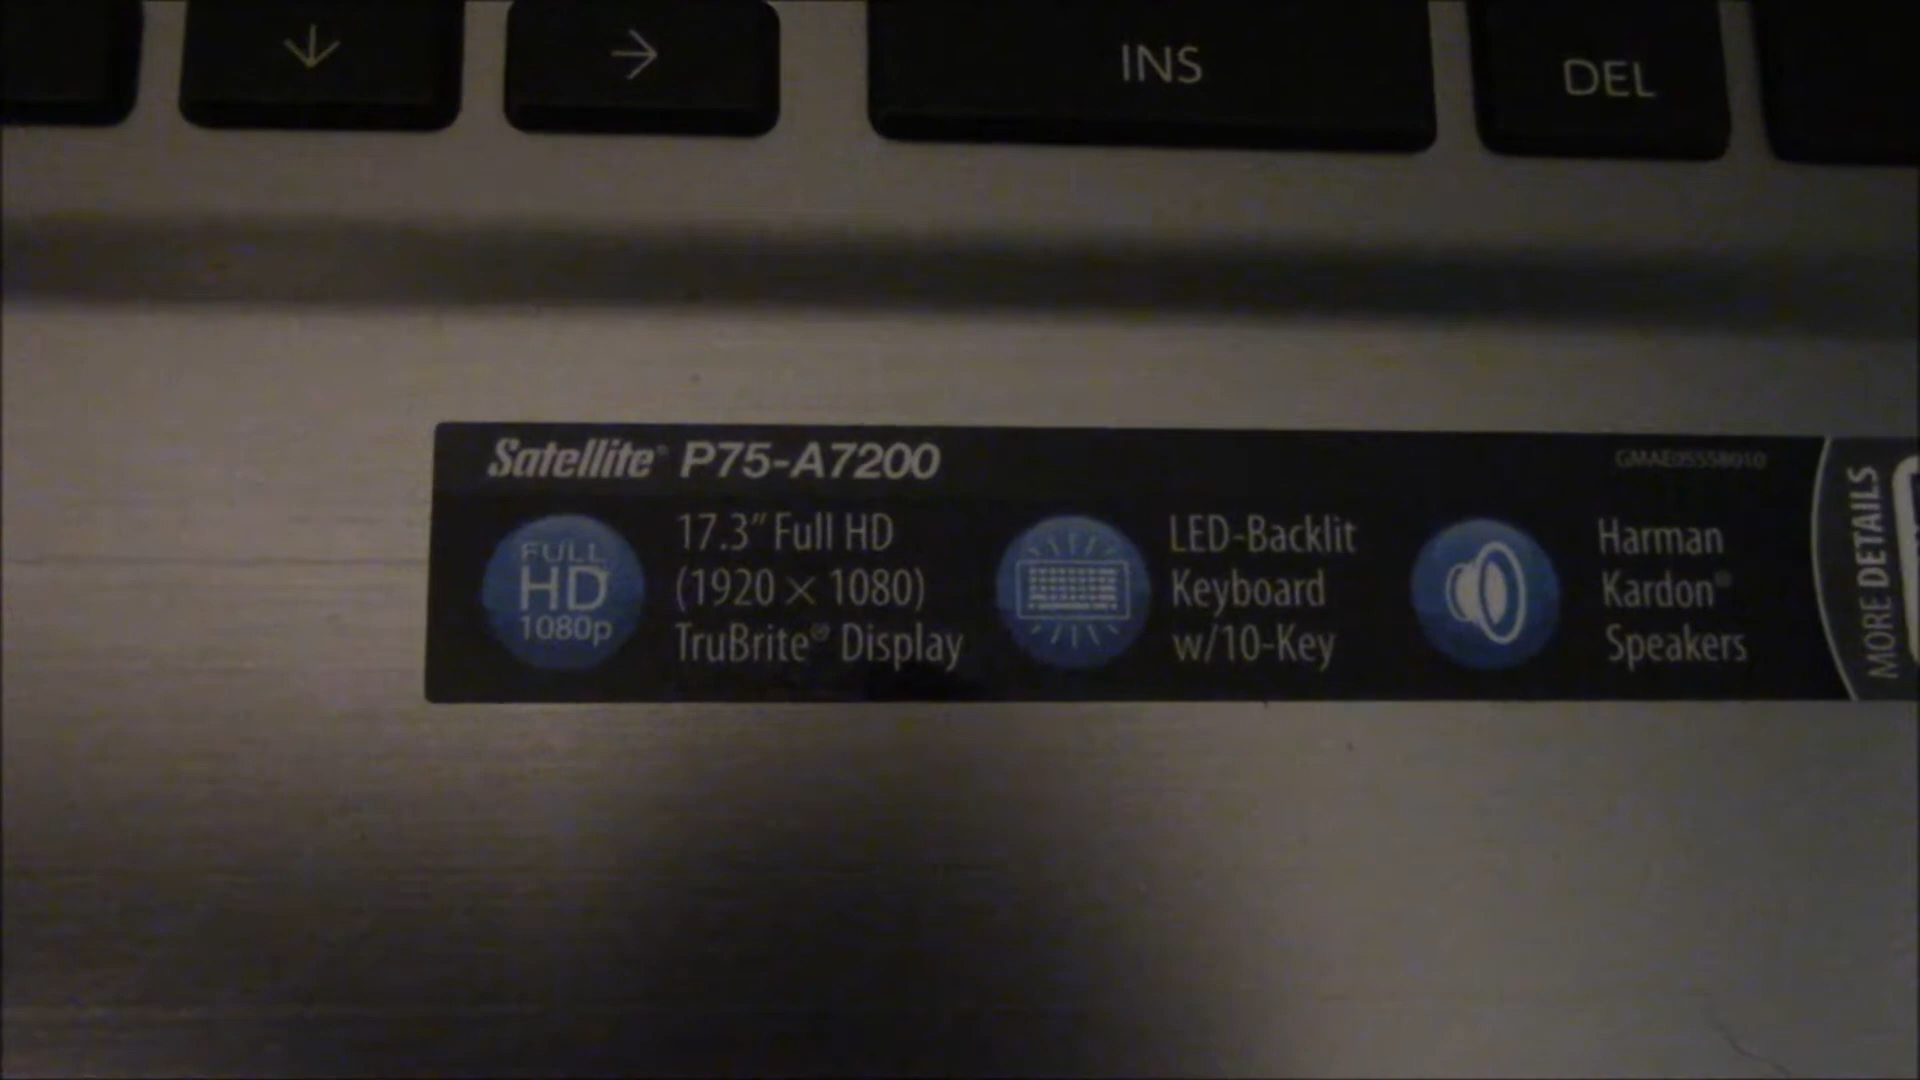 ↓ → INS DEL
Satellite® P75-A7200
GMAE05558010
FULL
HD
1080p
17.3" Full HD
(1920 × 1080)
TruBrite® Display
LED-Backlit
Keyboard
w/10-Key
Harman
Kardon®
Speakers
MORE DETAILS